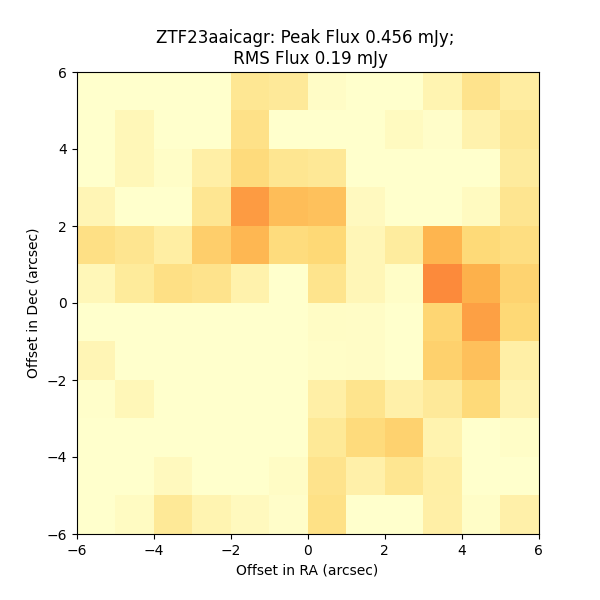 ZTF23aaicagr: Peak Flux 0.456 mJy;
RMS Flux 0.19 mJy
6
4
2
0
−2
−4
−6
Offset in Dec (arcsec)
−6 −4 −2 0 2 4 6
Offset in RA (arcsec)